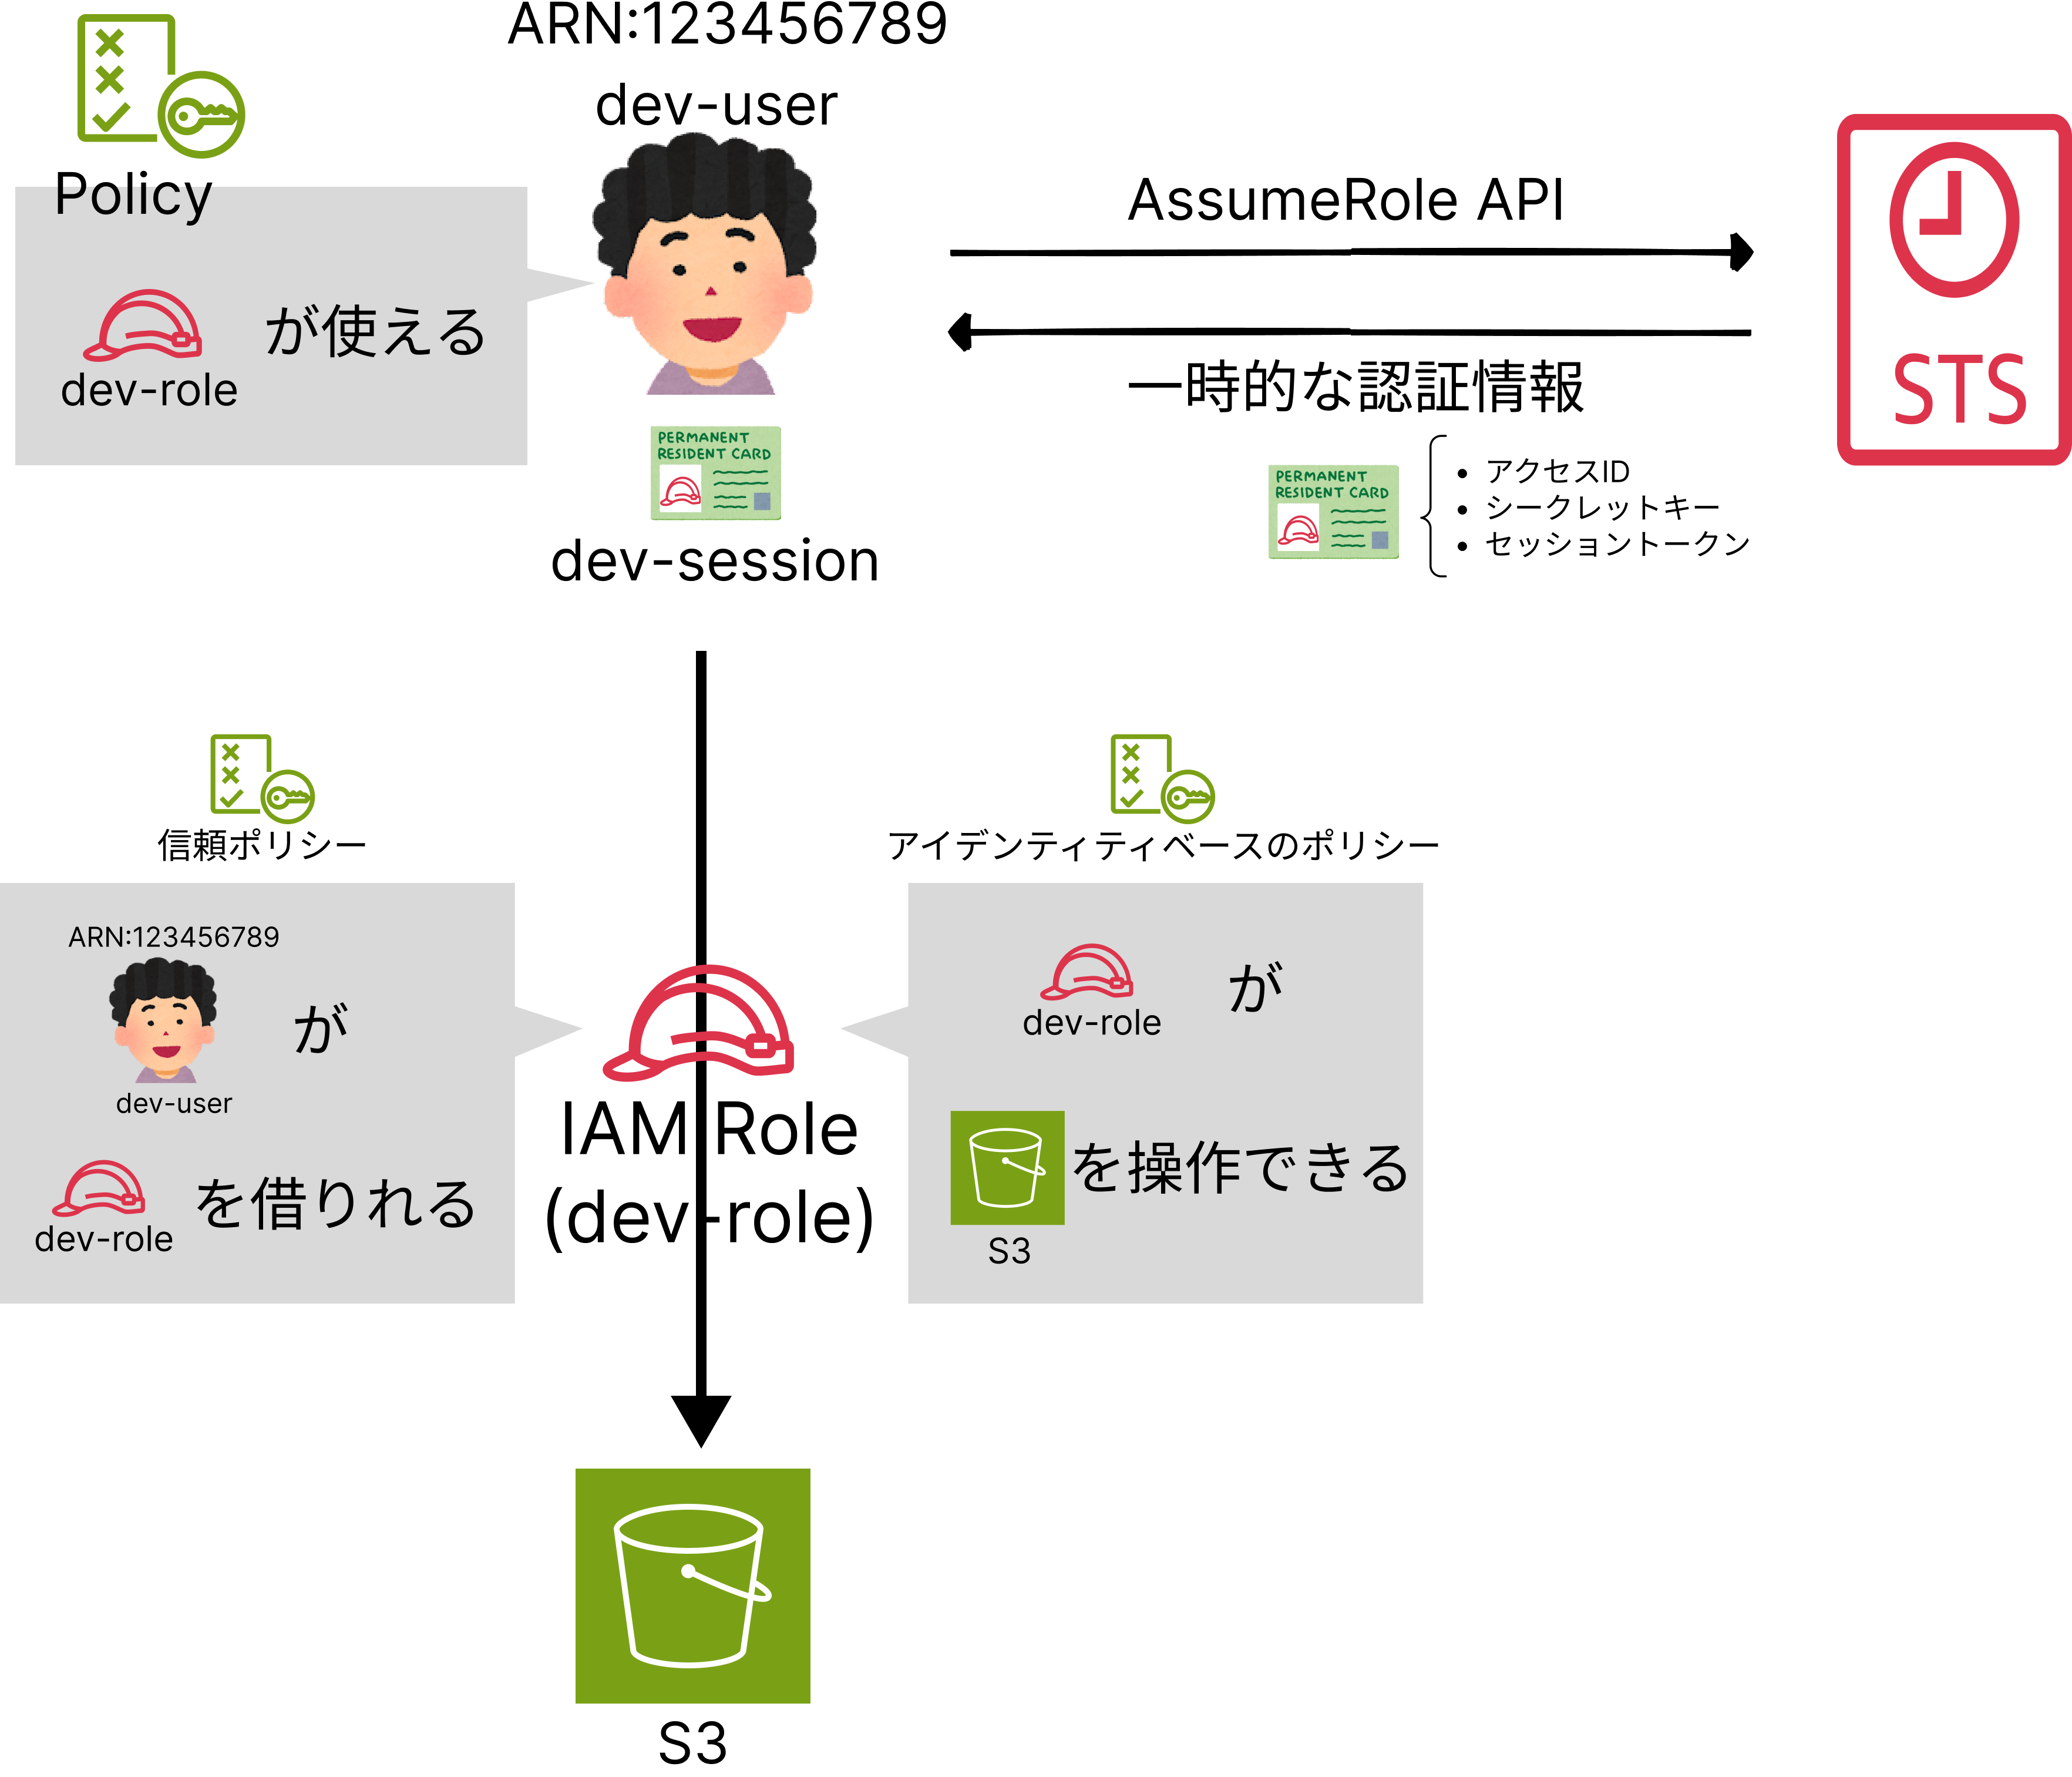 ARN:123456789
dev-user
Policy
が使える
dev-role
PERMANENT
RESIDENT CARD
dev-session
AssumeRole API
一時的な認証情報
STS
PERMANENT
RESIDENT CARD
• アクセスID
• シークレットキー
• セッショントークン
信頼ポリシー
ARN:123456789
が
dev-user
を借りれる
dev-role
IAM Role
(dev-role)
アイデンティティベースのポリシー
が
dev-role
を操作できる
S3
S3